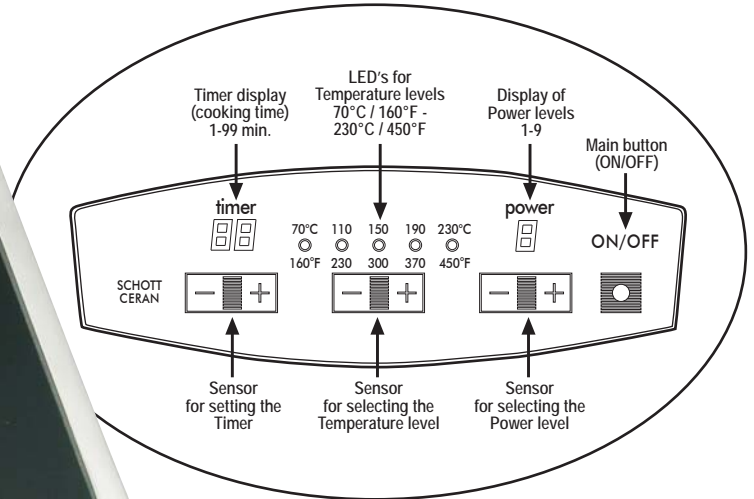 Timer display
(cooking time)
1-99 min.
LED's for
Temperature levels
70°C / 160°F -
230°C / 450°F
Display of
Power levels
1-9
Main button
(ON/OFF)
timer
88
70°C 110 150 190 230°C
160°F 230 300 370 450°F
power
8
ON/OFF
SCHOTT
CERAN
− +
− +
− +
Sensor
for setting the
Timer
Sensor
for selecting the
Temperature level
Sensor
for selecting the
Power level